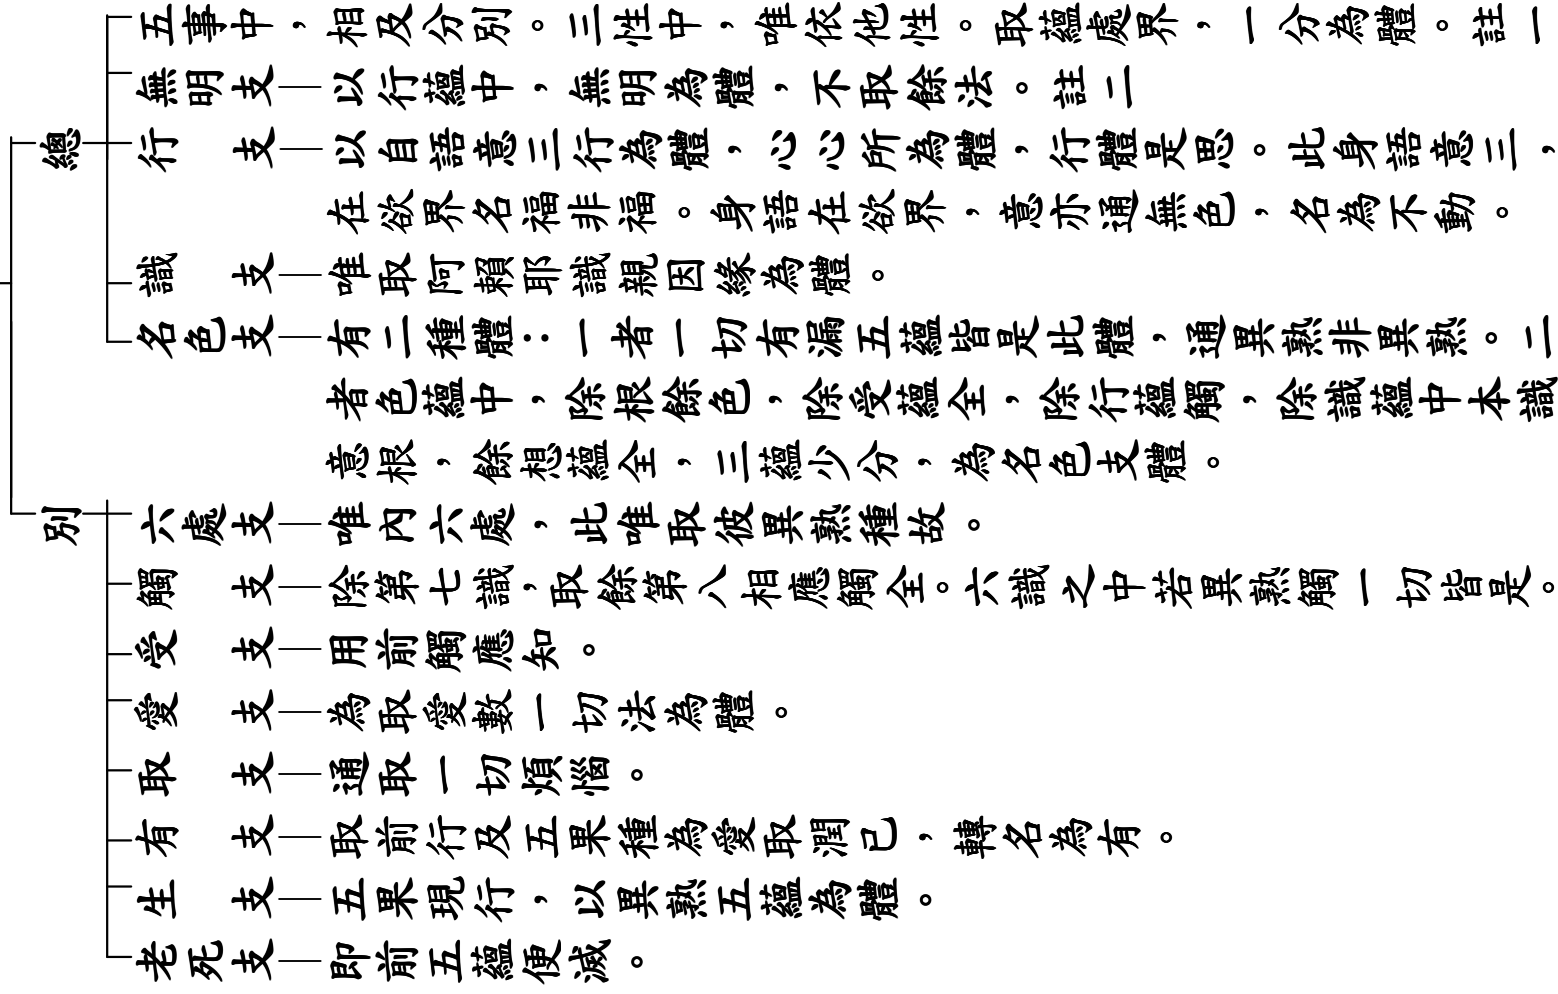 總
五事中，相及分別。三性中，唯依他性。取蘊處界，一分為體。註一
無明支—以行蘊中，無明為體，不取餘法。註二
行　支—以自語意三行為體，心心所為體，行體是思。此身語意三，
在欲界名福非福。身語在欲界，意亦通無色，名為不動。
識　支—唯取阿賴耶識親因緣為體。
名色支—有二種體：一者一切有漏五蘊皆是此體，通異熟非異熟。二
者色蘊中，除根餘色，除受蘊全，除行蘊觸，除識蘊中本識
意根，餘想蘊全，三蘊少分，為名色支體。
別
六處支—唯內六處，此唯取彼異熟種故。
觸　支—除第七識，取餘第八相應觸全。六識之中若異熟觸一切皆是。
受　支—用前觸應知。
愛　支—為取愛數一切法為體。
取　支—通取一切煩惱。
有　支—取前行及五果種為愛取潤已，轉名為有。
生　支—五果現行，以異熟五蘊為體。
老死支—即前五蘊便滅。